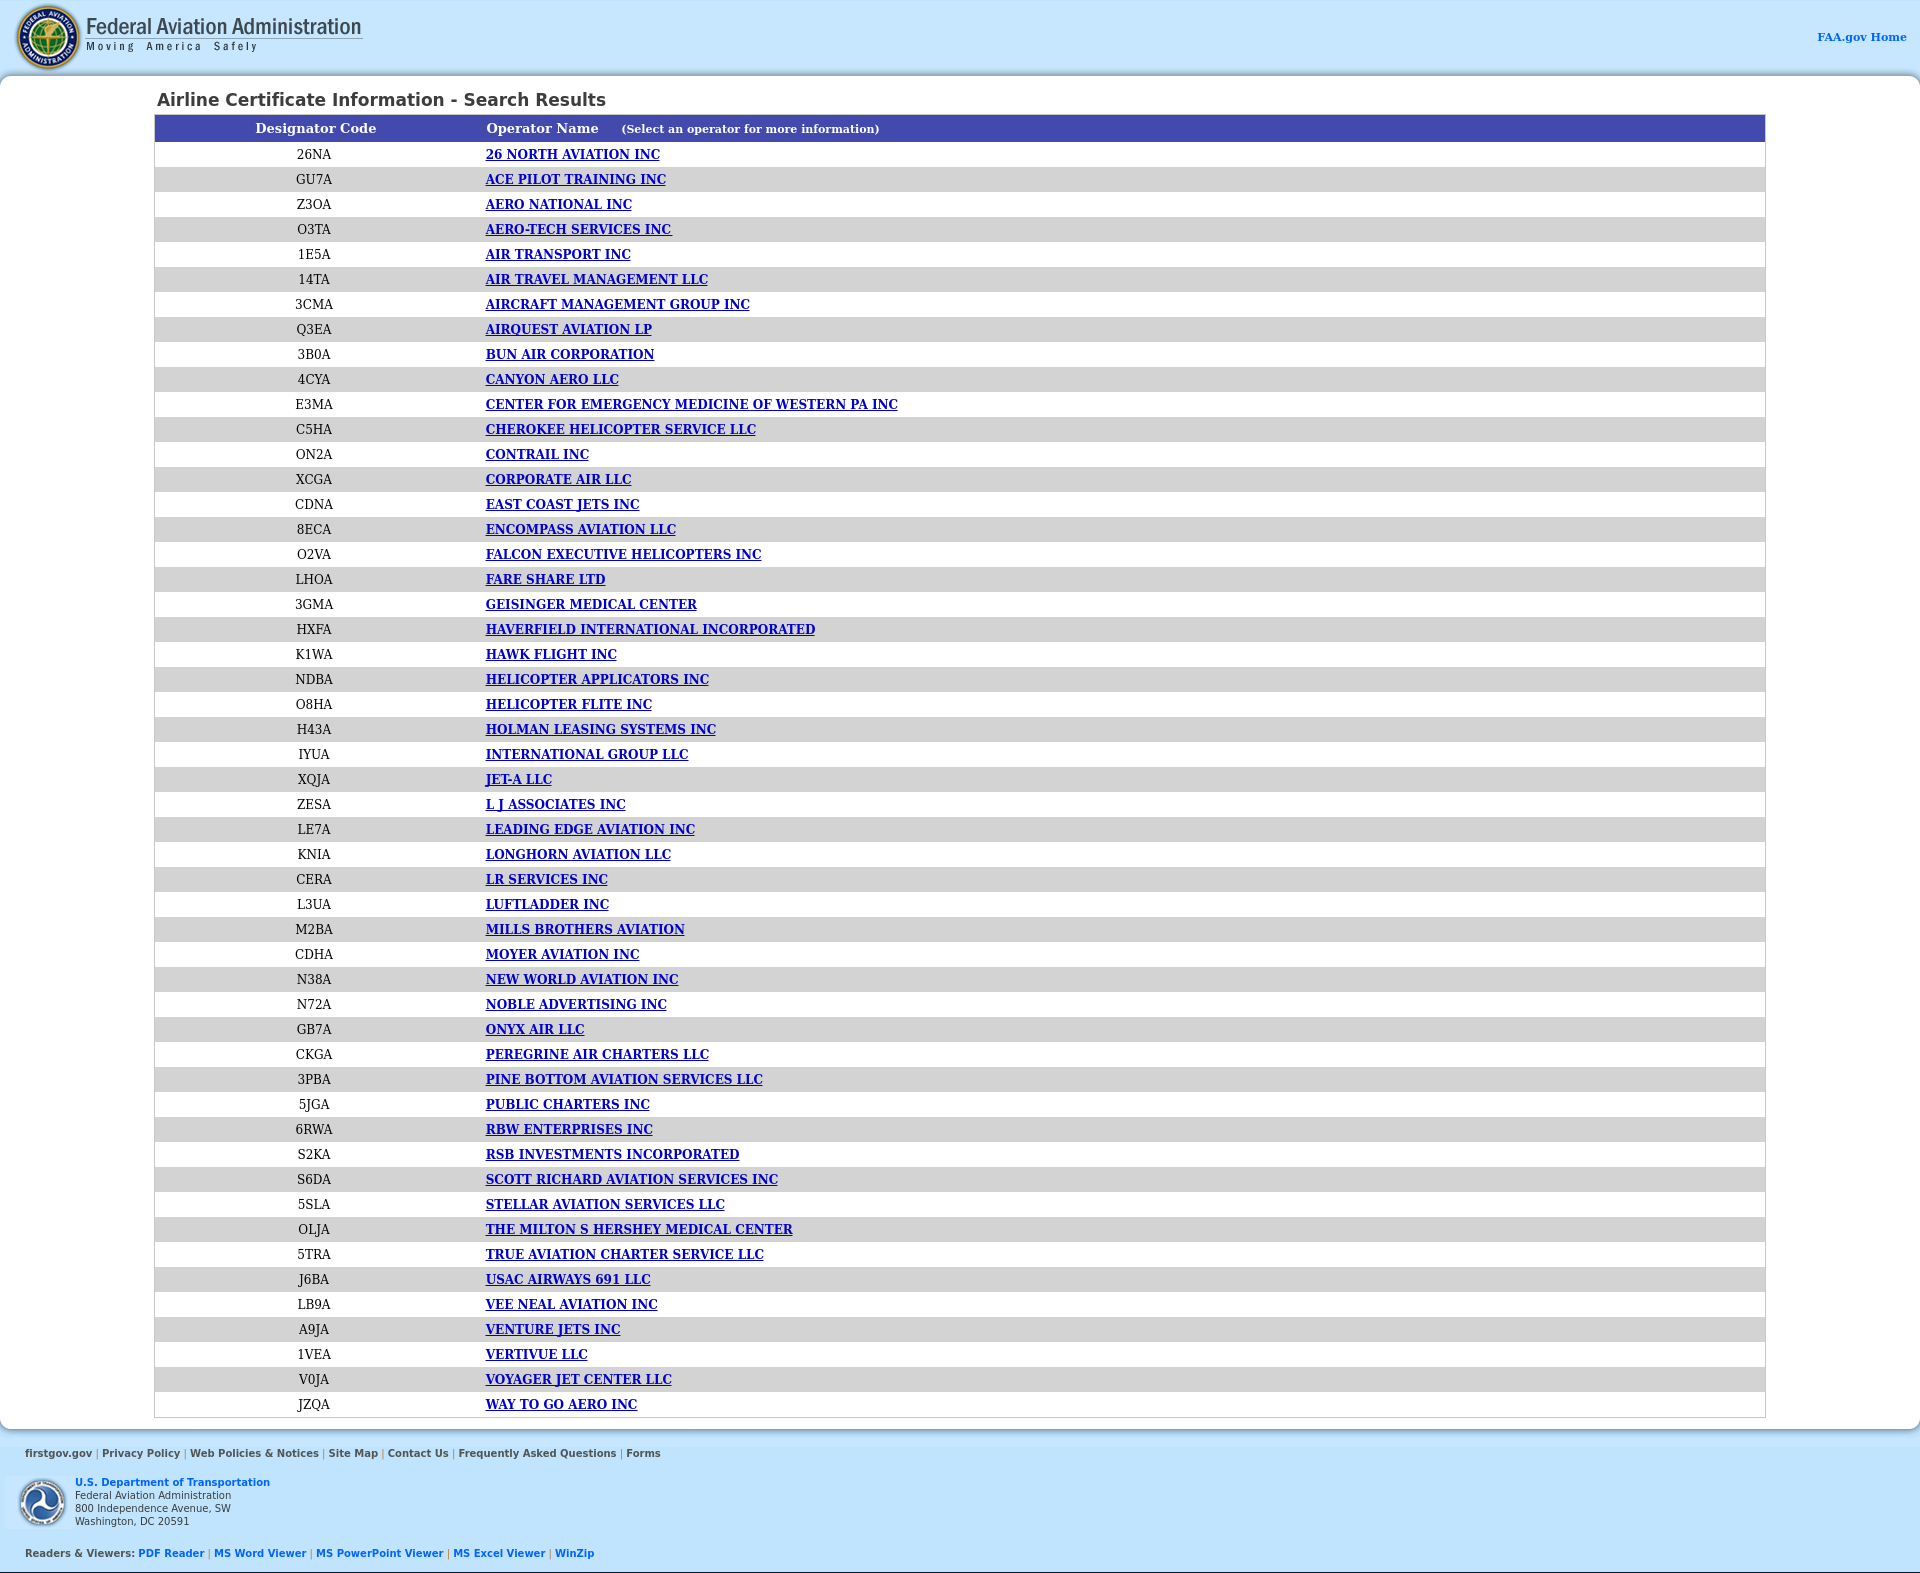 Federal Aviation Administration
Moving America Safely
FAA.gov Home
Airline Certificate Information - Search Results
Designator Code Operator Name (Select an operator for more information)
26NA 26 NORTH AVIATION INC
GU7A ACE PILOT TRAINING INC
Z3OA AERO NATIONAL INC
O3TA AERO-TECH SERVICES INC
1E5A AIR TRANSPORT INC
14TA AIR TRAVEL MANAGEMENT LLC
3CMA AIRCRAFT MANAGEMENT GROUP INC
Q3EA AIRQUEST AVIATION LP
3B0A BUN AIR CORPORATION
4CYA CANYON AERO LLC
E3MA CENTER FOR EMERGENCY MEDICINE OF WESTERN PA INC
C5HA CHEROKEE HELICOPTER SERVICE LLC
ON2A CONTRAIL INC
XCGA CORPORATE AIR LLC
CDNA EAST COAST JETS INC
8ECA ENCOMPASS AVIATION LLC
O2VA FALCON EXECUTIVE HELICOPTERS INC
LHOA FARE SHARE LTD
3GMA GEISINGER MEDICAL CENTER
HXFA HAVERFIELD INTERNATIONAL INCORPORATED
K1WA HAWK FLIGHT INC
NDBA HELICOPTER APPLICATORS INC
O8HA HELICOPTER FLITE INC
H43A HOLMAN LEASING SYSTEMS INC
IYUA INTERNATIONAL GROUP LLC
XQJA JET-A LLC
ZESA L J ASSOCIATES INC
LE7A LEADING EDGE AVIATION INC
KNIA LONGHORN AVIATION LLC
CERA LR SERVICES INC
L3UA LUFTLADDER INC
M2BA MILLS BROTHERS AVIATION
CDHA MOYER AVIATION INC
N38A NEW WORLD AVIATION INC
N72A NOBLE ADVERTISING INC
GB7A ONYX AIR LLC
CKGA PEREGRINE AIR CHARTERS LLC
3PBA PINE BOTTOM AVIATION SERVICES LLC
5JGA PUBLIC CHARTERS INC
6RWA RBW ENTERPRISES INC
S2KA RSB INVESTMENTS INCORPORATED
S6DA SCOTT RICHARD AVIATION SERVICES INC
5SLA STELLAR AVIATION SERVICES LLC
OLJA THE MILTON S HERSHEY MEDICAL CENTER
5TRA TRUE AVIATION CHARTER SERVICE LLC
J6BA USAC AIRWAYS 691 LLC
LB9A VEE NEAL AVIATION INC
A9JA VENTURE JETS INC
1VEA VERTIVUE LLC
V0JA VOYAGER JET CENTER LLC
JZQA WAY TO GO AERO INC
firstgov.gov | Privacy Policy | Web Policies & Notices | Site Map | Contact Us | Frequently Asked Questions | Forms
U.S. Department of Transportation
Federal Aviation Administration
800 Independence Avenue, SW
Washington, DC 20591
Readers & Viewers: PDF Reader | MS Word Viewer | MS PowerPoint Viewer | MS Excel Viewer | WinZip